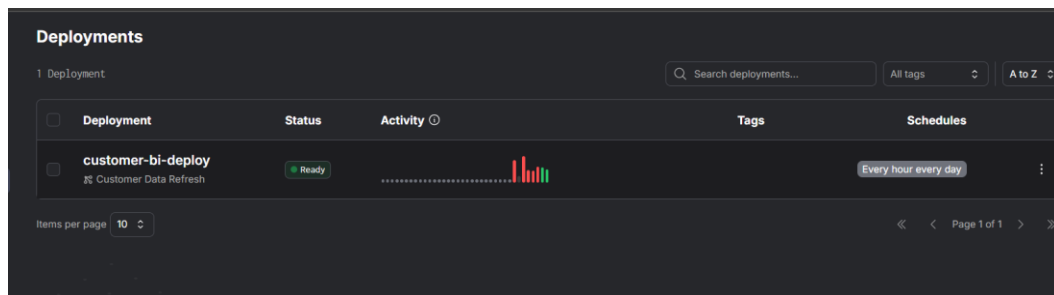 Deployments
1 Deployment
Search deployments...
All tags
A to Z
Deployment Status Activity Tags Schedules
customer-bi-deploy
Customer Data Refresh
Ready
Every hour every day
Items per page 10
Page 1 of 1